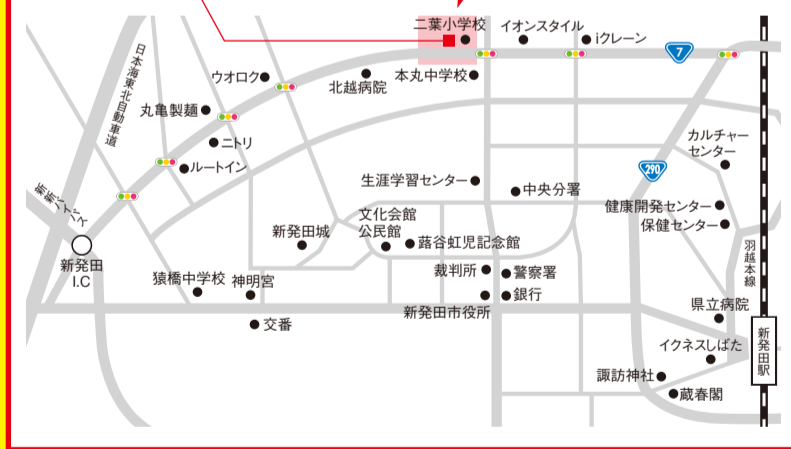 二葉小学校
イオンスタイル
iクレーン
7
日本海東北自動車道
ウオロク
北越病院
本丸中学校
丸亀製麺
ニトリ
ルートイン
カルチャー
センター
290
生涯学習センター
中央分署
新新バイパス
健康開発センター
保健センター
文化会館
公民館
蕗谷虹児記念館
新発田城
羽越本線
新発田
I.C
裁判所
警察署
猿橋中学校
神明宮
銀行
新発田市役所
県立病院
交番
新発田駅
イクネスしばた
諏訪神社
蔵春閣